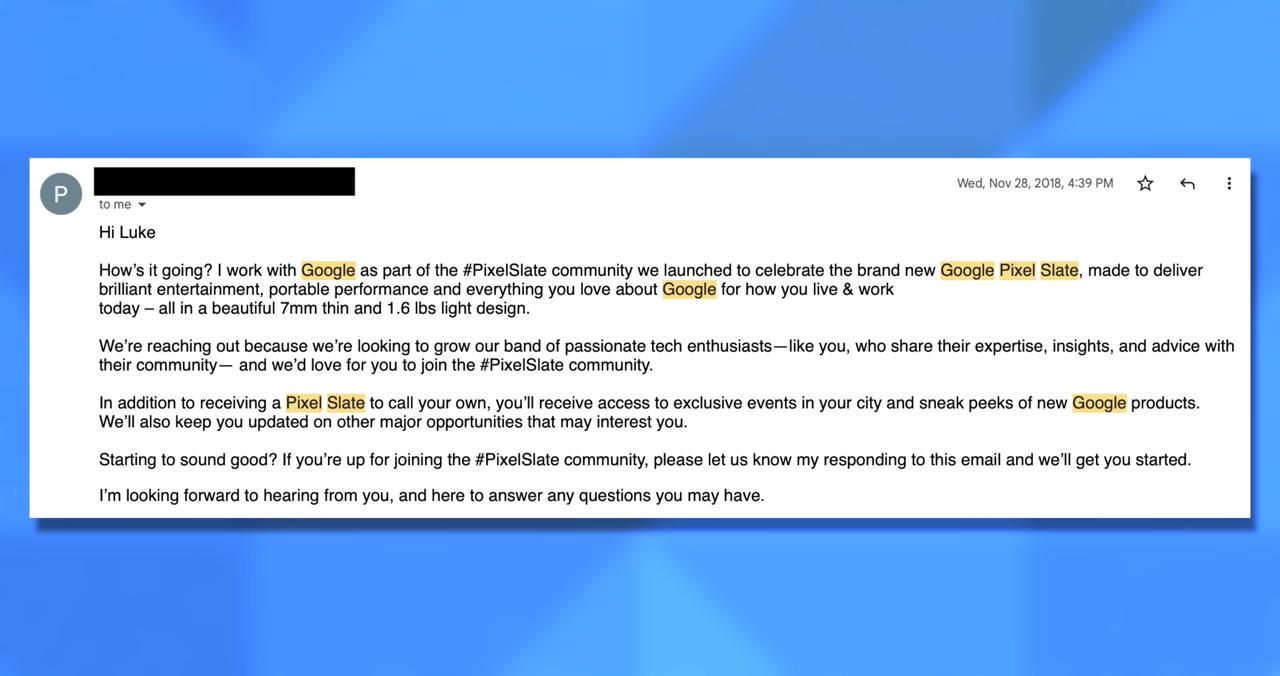 P
Wed, Nov 28, 2018, 4:39 PM
to me
Hi Luke
How’s it going? I work with Google as part of the #PixelSlate community we launched to celebrate the brand new Google Pixel Slate, made to deliver
brilliant entertainment, portable performance and everything you love about Google for how you live & work
today – all in a beautiful 7mm thin and 1.6 lbs light design.
We’re reaching out because we’re looking to grow our band of passionate tech enthusiasts—like you, who share their expertise, insights, and advice with
their community— and we’d love for you to join the #PixelSlate community.
In addition to receiving a Pixel Slate to call your own, you’ll receive access to exclusive events in your city and sneak peeks of new Google products.
We’ll also keep you updated on other major opportunities that may interest you.
Starting to sound good? If you’re up for joining the #PixelSlate community, please let us know my responding to this email and we’ll get you started.
I’m looking forward to hearing from you, and here to answer any questions you may have.